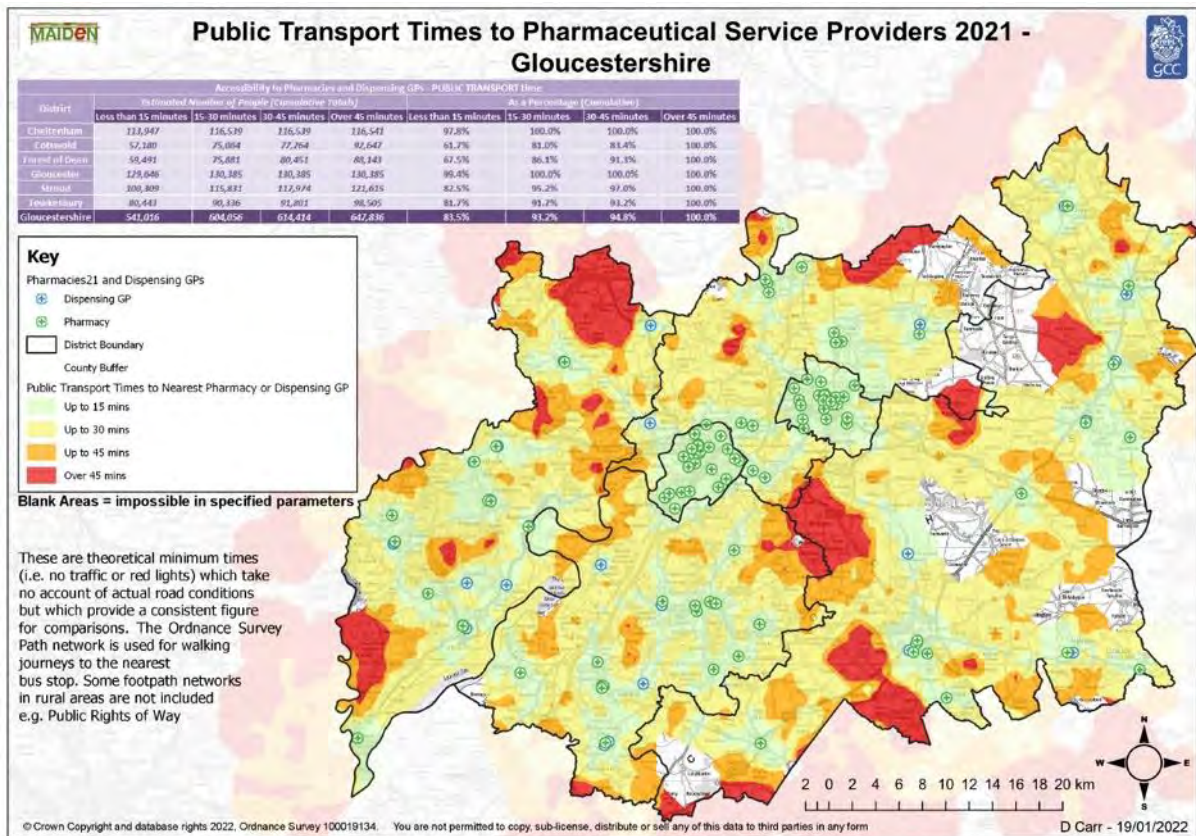 MAIDEN
Public Transport Times to Pharmaceutical Service Providers 2021 -
Gloucestershire
GCC
Accessibility to Pharmacies and Dispensing GPs - PUBLIC TRANSPORT time
District
Estimated Number of People (Cumulative Totals) As a Percentage (Cumulative)
Less than 15 minutes 15-30 minutes 30-45 minutes Over 45 minutes Less than 15 minutes 15-30 minutes 30-45 minutes Over 45 minutes
Cheltenham 113,947 116,539 116,539 116,541 97.8% 100.0% 100.0% 100.0%
Cotswold 57,180 75,064 77,264 92,647 61.7% 81.0% 83.4% 100.0%
Forest of Dean 59,491 75,881 80,451 88,143 67.5% 86.1% 91.3% 100.0%
Gloucester 129,646 130,385 130,385 130,385 99.4% 100.0% 100.0% 100.0%
Stroud 100,309 115,831 117,974 121,615 82.5% 95.2% 97.0% 100.0%
Tewkesbury 80,443 90,336 91,801 98,505 81.7% 91.7% 93.2% 100.0%
Gloucestershire 541,016 604,056 614,414 647,836 83.5% 93.2% 94.8% 100.0%
Key
Pharmacies21 and Dispensing GPs
Dispensing GP
Pharmacy
District Boundary
County Buffer
Public Transport Times to Nearest Pharmacy or Dispensing GP
Up to 15 mins
Up to 30 mins
Up to 45 mins
Over 45 mins
Blank Areas = impossible in specified parameters
These are theoretical minimum times
(i.e. no traffic or red lights) which take
no account of actual road conditions
but which provide a consistent figure
for comparisons. The Ordnance Survey
Path network is used for walking
journeys to the nearest
bus stop. Some footpath networks
in rural areas are not included
e.g. Public Rights of Way
2 0 2 4 6 8 10 12 14 16 18 20 km
N
W E
S
© Crown Copyright and database rights 2022, Ordnance Survey 100019134. You are not permitted to copy, sub-license, distribute or sell any of this data to third parties in any form
D Carr - 19/01/2022